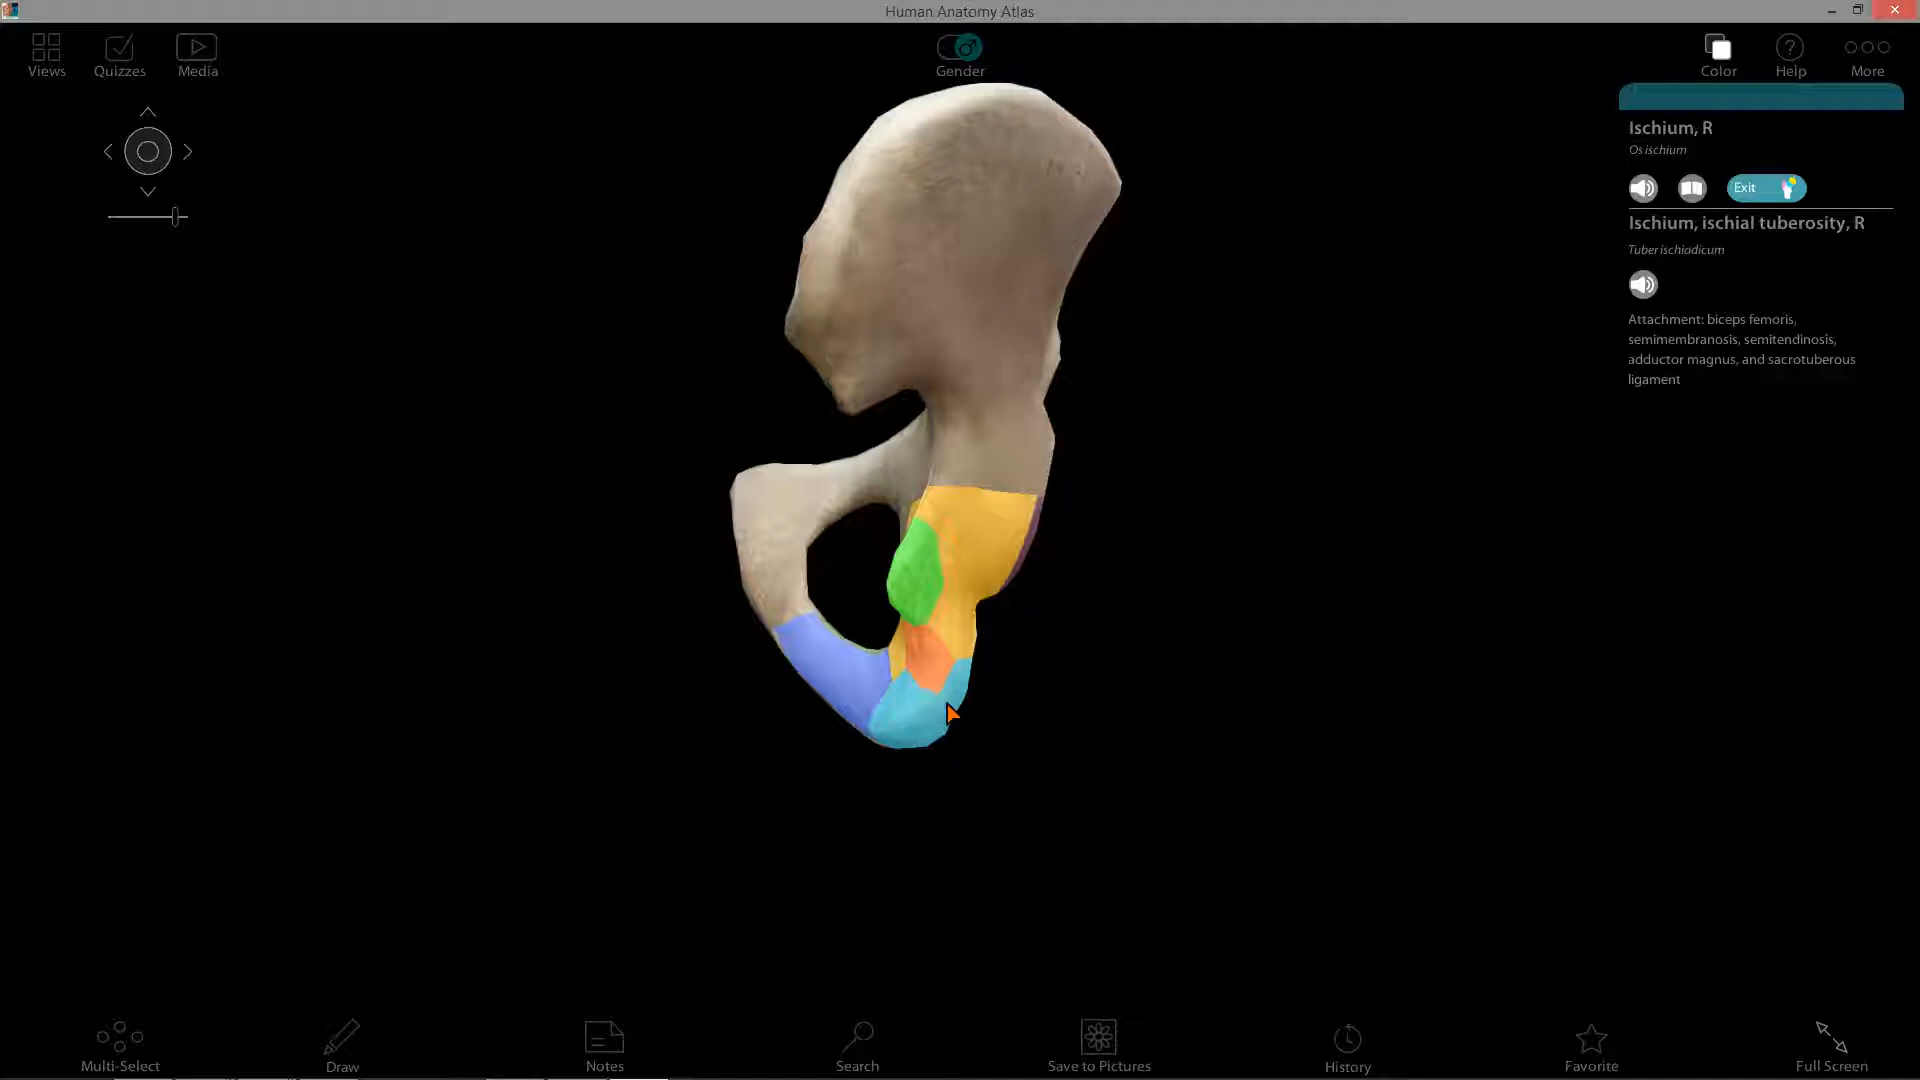 Human Anatomy Atlas
Views
Quizzes
Media
Gender
Color
Help
More
Ischium, R
Os ischium
Exit
Ischium, ischial tuberosity, R
Tuber ischiadicum
Attachment: biceps femoris,
semimembranosis, semitendinosis,
adductor magnus, and sacrotuberous
ligament
Multi-Select
Draw
Notes
Search
Save to Pictures
History
Favorite
Full Screen